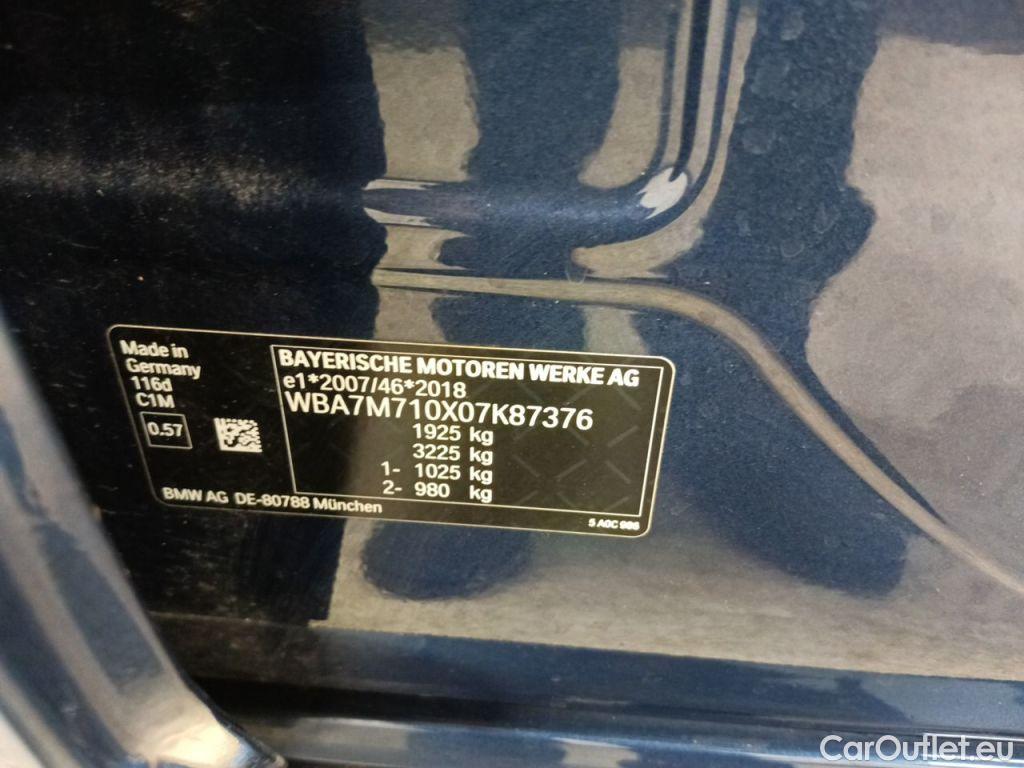 Made in
Germany
116d
C1M
0.57
BAYERISCHE MOTOREN WERKE AG
e1*2007/46*2018
WBA7M710X07K87376
1925 kg
3225 kg
1- 1025 kg
2- 980 kg
BMW AG DE-80788 München
5 A0C 986
CarOutlet.eu